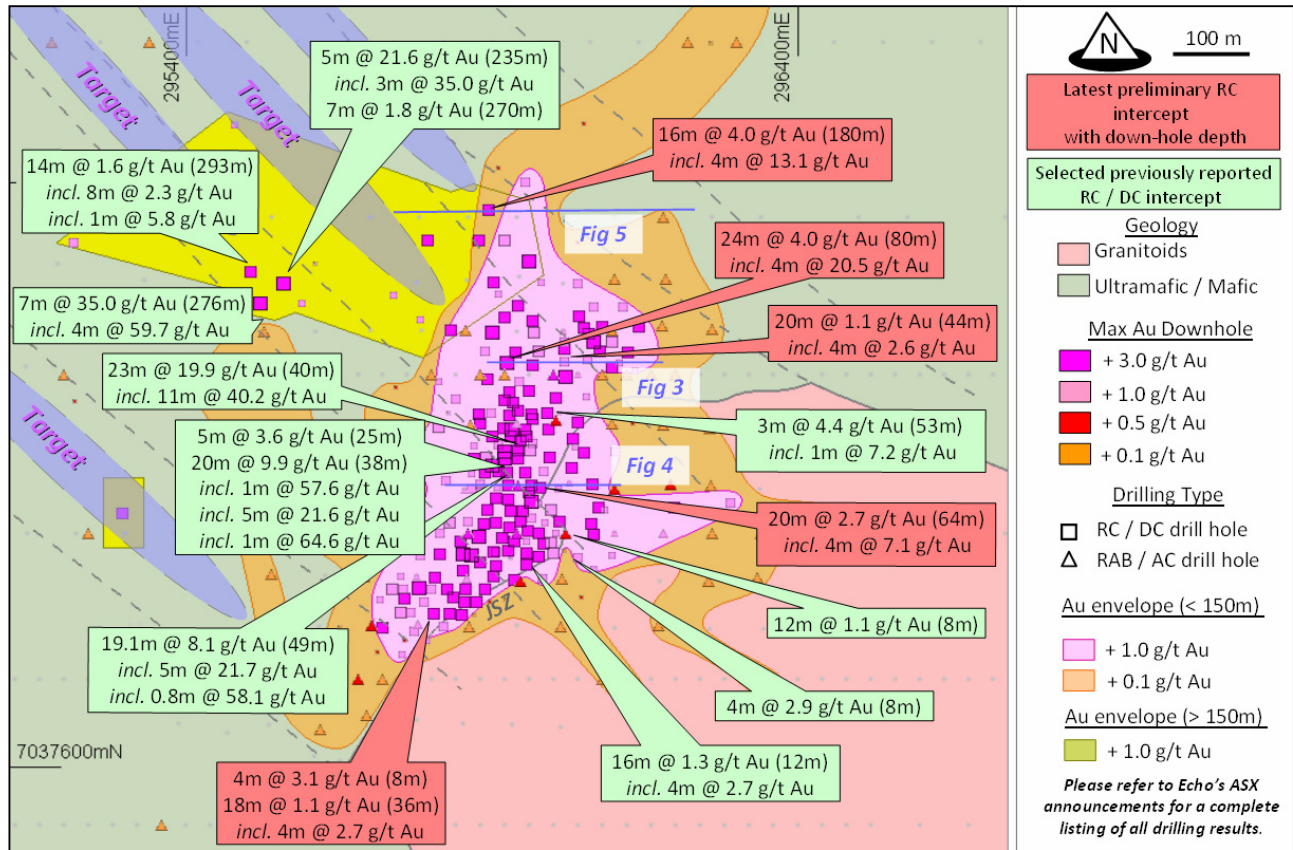 295400mE
296400mE
Target
Target
Target
5m @ 21.6 g/t Au (235m)
incl. 3m @ 35.0 g/t Au
7m @ 1.8 g/t Au (270m)
14m @ 1.6 g/t Au (293m)
incl. 8m @ 2.3 g/t Au
incl. 1m @ 5.8 g/t Au
16m @ 4.0 g/t Au (180m)
incl. 4m @ 13.1 g/t Au
Fig 5
24m @ 4.0 g/t Au (80m)
incl. 4m @ 20.5 g/t Au
7m @ 35.0 g/t Au (276m)
incl. 4m @ 59.7 g/t Au
20m @ 1.1 g/t Au (44m)
incl. 4m @ 2.6 g/t Au
23m @ 19.9 g/t Au (40m)
incl. 11m @ 40.2 g/t Au
Fig 3
3m @ 4.4 g/t Au (53m)
incl. 1m @ 7.2 g/t Au
5m @ 3.6 g/t Au (25m)
20m @ 9.9 g/t Au (38m)
incl. 1m @ 57.6 g/t Au
incl. 5m @ 21.6 g/t Au
incl. 1m @ 64.6 g/t Au
Fig 4
20m @ 2.7 g/t Au (64m)
incl. 4m @ 7.1 g/t Au
JSZ
12m @ 1.1 g/t Au (8m)
19.1m @ 8.1 g/t Au (49m)
incl. 5m @ 21.7 g/t Au
incl. 0.8m @ 58.1 g/t Au
4m @ 2.9 g/t Au (8m)
16m @ 1.3 g/t Au (12m)
incl. 4m @ 2.7 g/t Au
7037600mN
4m @ 3.1 g/t Au (8m)
18m @ 1.1 g/t Au (36m)
incl. 4m @ 2.7 g/t Au
N
100 m
Latest preliminary RC
intercept
with down-hole depth
Selected previously reported
RC / DC intercept
Geology
Granitoids
Ultramafic / Mafic
Max Au Downhole
+ 3.0 g/t Au
+ 1.0 g/t Au
+ 0.5 g/t Au
+ 0.1 g/t Au
Drilling Type
RC / DC drill hole
RAB / AC drill hole
Au envelope (< 150m)
+ 1.0 g/t Au
+ 0.1 g/t Au
Au envelope (> 150m)
+ 1.0 g/t Au
Please refer to Echo's ASX
announcements for a complete
listing of all drilling results.